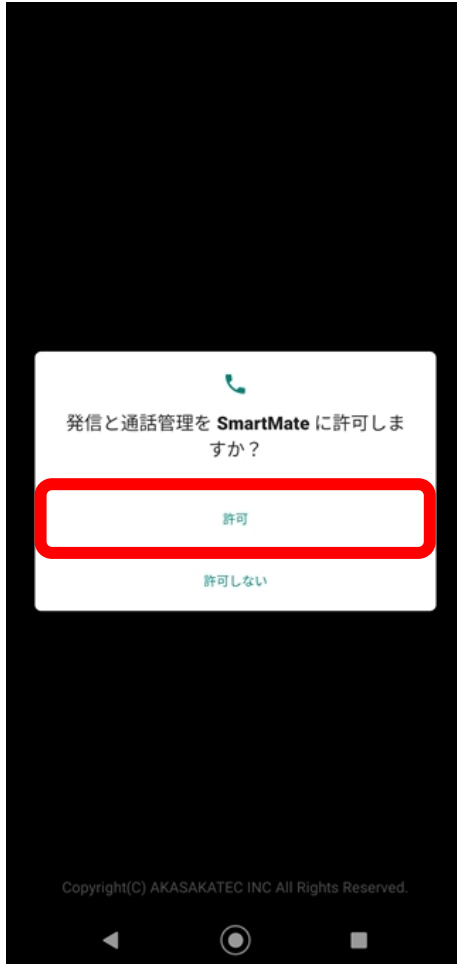 発信と通話管理を SmartMate に許可しま
すか？
許可
許可しない
Copyright(C) AKASAKATEC INC All Rights Reserved.